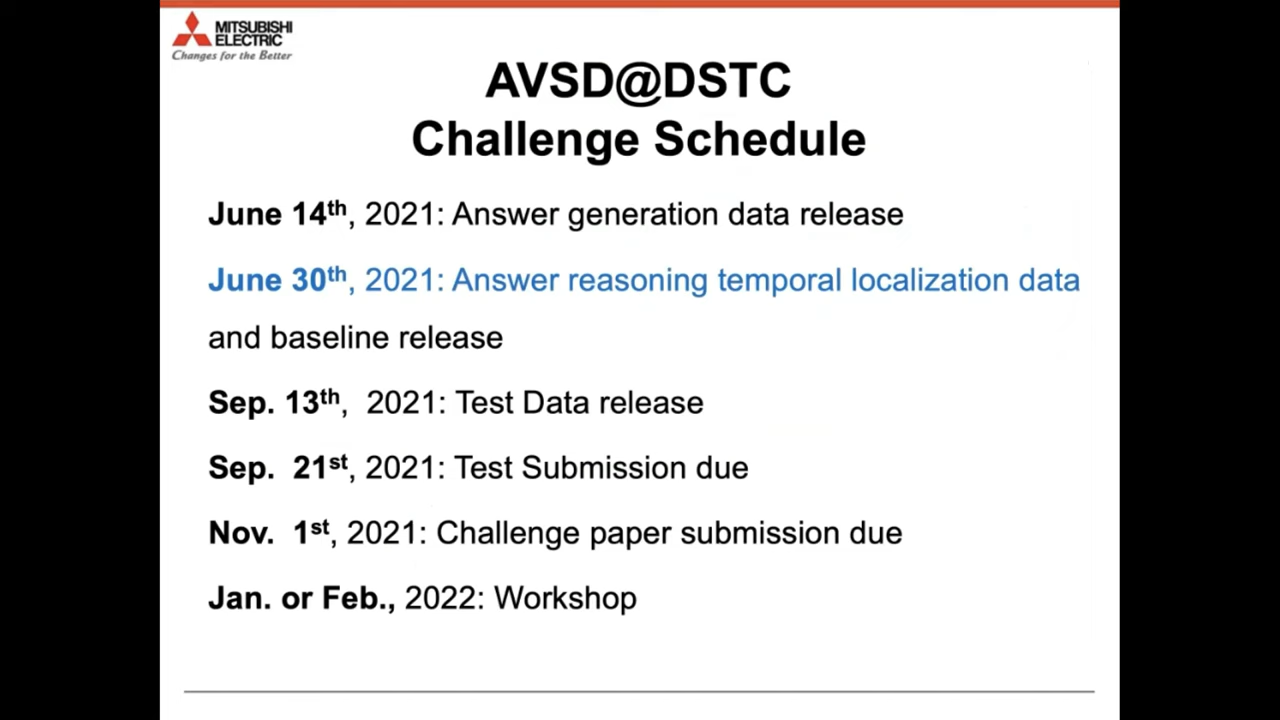 MITSUBISHI
ELECTRIC
Changes for the Better
AVSD@DSTC
Challenge Schedule
June 14th, 2021: Answer generation data release
June 30th, 2021: Answer reasoning temporal localization data
and baseline release
Sep. 13th,  2021: Test Data release
Sep.  21st, 2021: Test Submission due
Nov.  1st, 2021: Challenge paper submission due
Jan. or Feb., 2022: Workshop